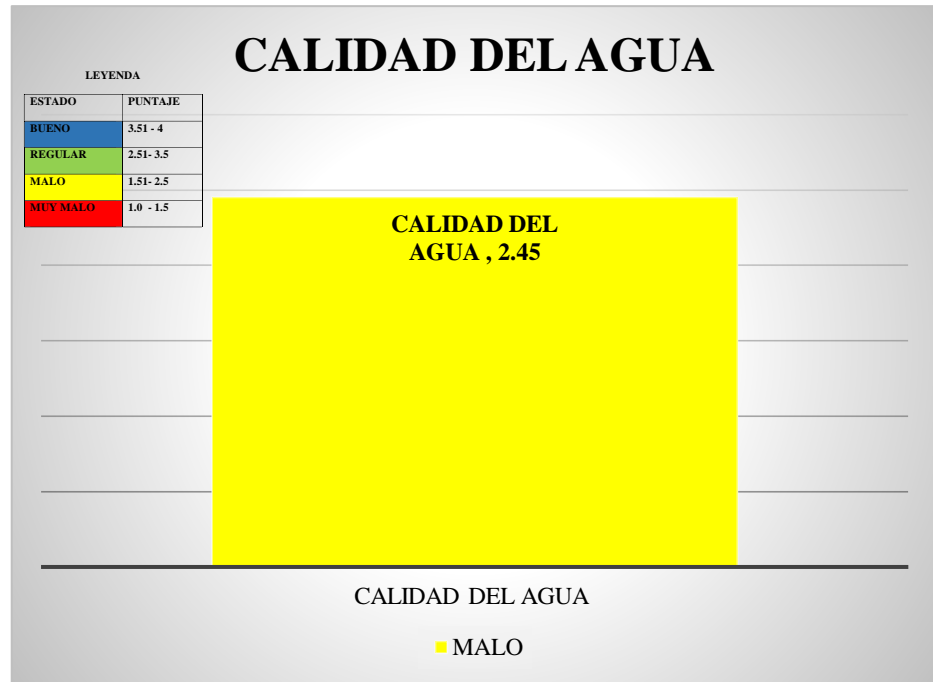 CALIDAD DEL AGUA
LEYENDA
ESTADO PUNTAJE
BUENO 3.51 - 4
REGULAR 2.51- 3.5
MALO 1.51- 2.5
MUY MALO 1.0 - 1.5
CALIDAD DEL
AGUA , 2.45
CALIDAD DEL AGUA
MALO